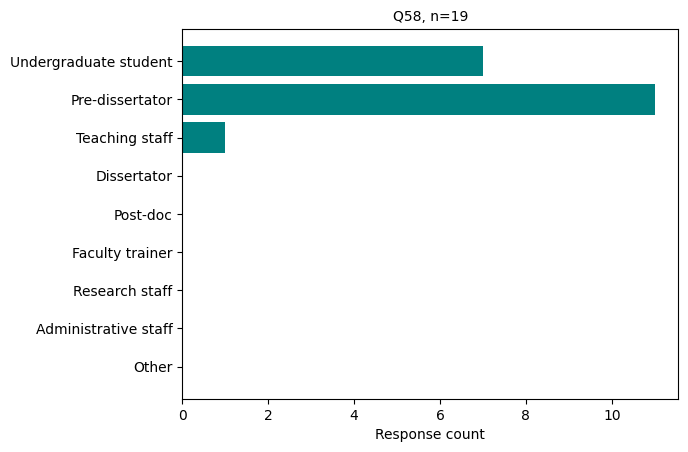 Q58, n=19
Undergraduate student
Pre-dissertator
Teaching staff
Dissertator
Post-doc
Faculty trainer
Research staff
Administrative staff
Other
0 2 4 6 8 10
Response count